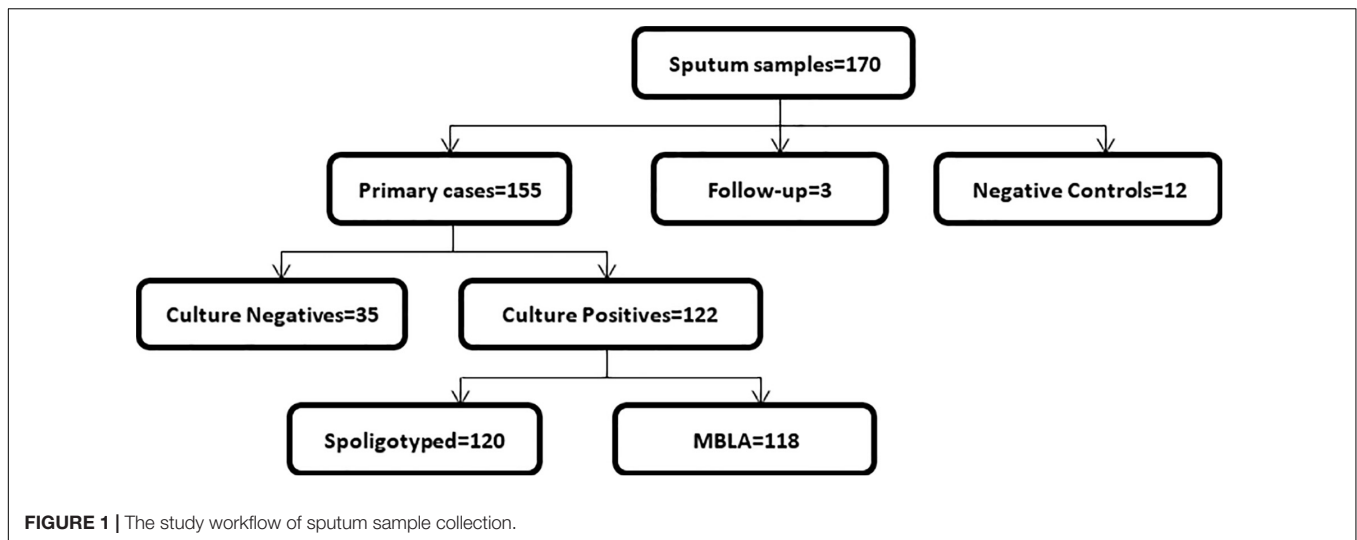 Sputum samples=170
Primary cases=155
Follow-up=3
Negative Controls=12
Culture Negatives=35
Culture Positives=122
Spoligotyped=120
MBLA=118
FIGURE 1 | The study workflow of sputum sample collection.